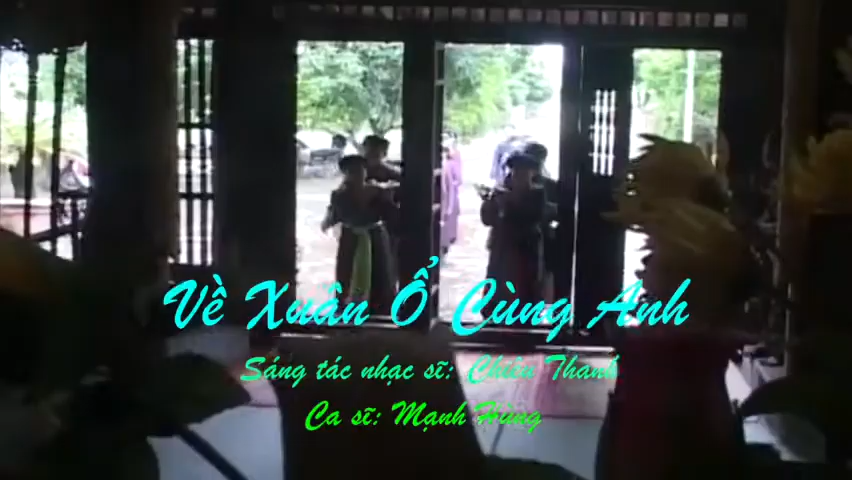 Về Xuân Ổ Cùng Anh
Sáng tác nhạc sĩ: Chiêu Thanh
Ca sĩ: Mạnh Hùng